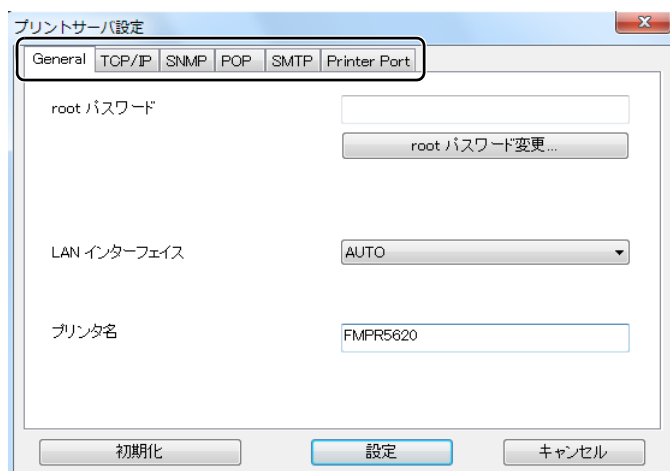 プリントサーバ設定
General TCP/IP SNMP POP SMTP Printer Port
root パスワード
root パスワード変更...
LAN インターフェイス AUTO
プリンタ名 FMPR5620
初期化 設定 キャンセル